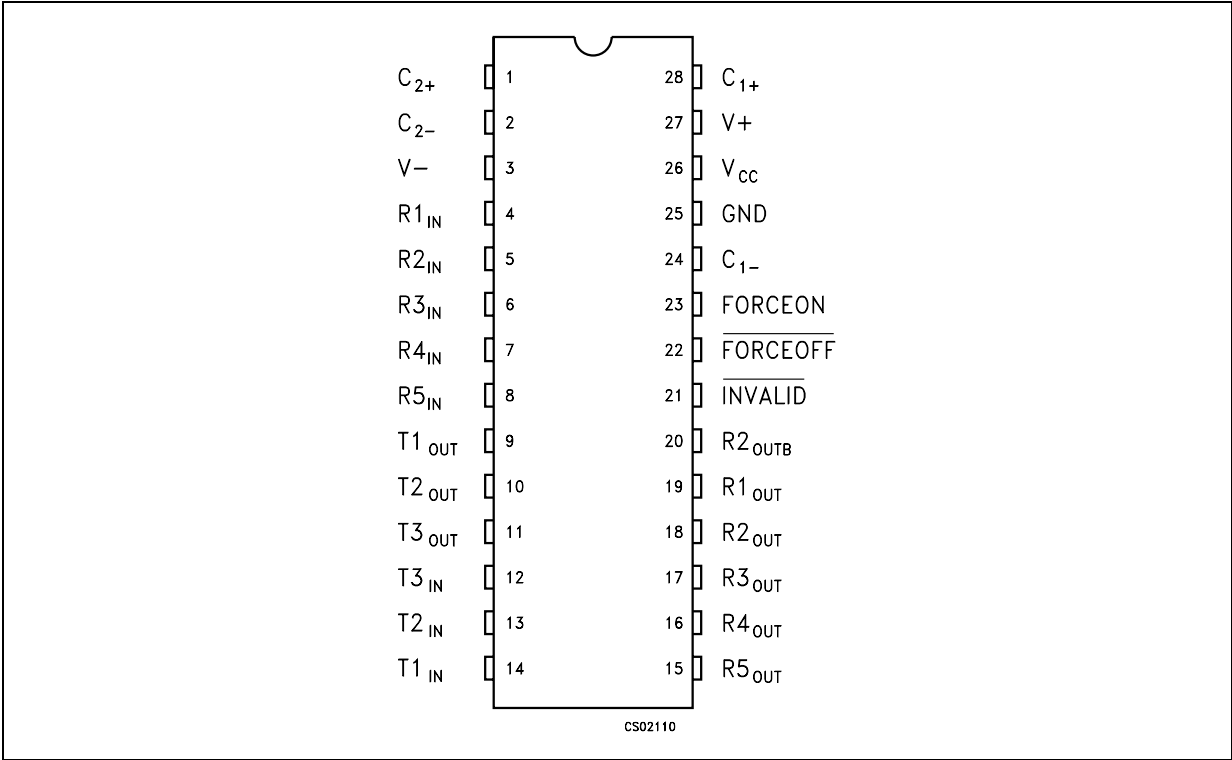 C2+ 1 28 C1+
C2− 2 27 V+
V− 3 26 VCC
R1IN 4 25 GND
R2IN 5 24 C1−
R3IN 6 23 FORCEON
R4IN 7 22 FORCEOFF
R5IN 8 21 INVALID
T1OUT 9 20 R2OUTB
T2OUT 10 19 R1OUT
T3OUT 11 18 R2OUT
T3IN 12 17 R3OUT
T2IN 13 16 R4OUT
T1IN 14 15 R5OUT
CS02110